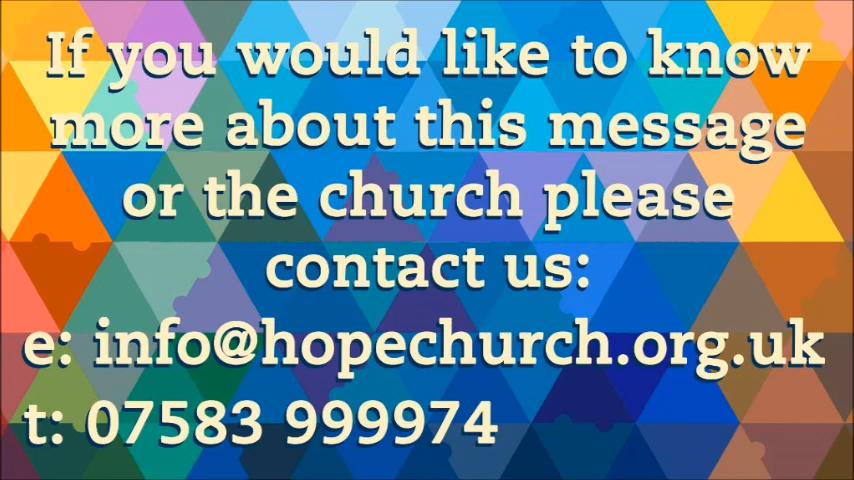 If you would like to know
more about this message
or the church please
contact us:
e: info@hopechurch.org.uk
t: 07583 999974